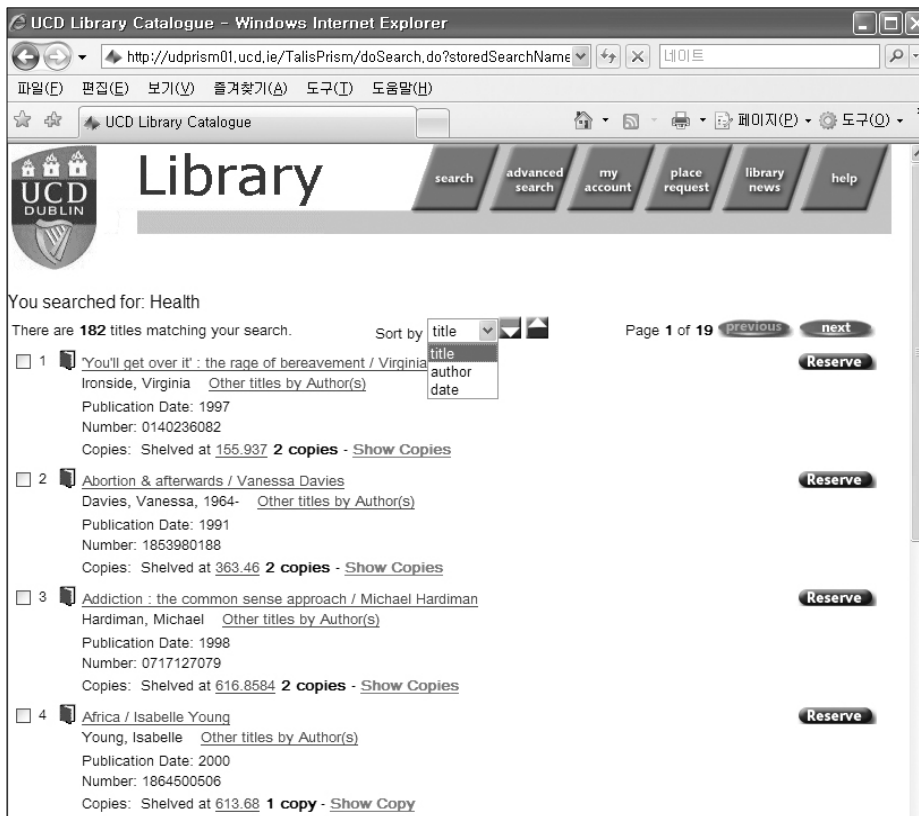 UCD Library Catalogue - Windows Internet Explorer
http://udprism01.ucd.ie/TalisPrism/doSearch.do?storedSearchName 네이트
파일(F) 편집(E) 보기(V) 즐겨찾기(A) 도구(T) 도움말(H)
UCD Library Catalogue 페이지(P) 도구(O)
UCD
DUBLIN
Library
search
advanced search
my account
place request
library news
help
You searched for: Health
There are 182 titles matching your search. Sort by title Page 1 of 19 previous next
title
author
date
1 'You'll get over it' : the rage of bereavement / Virginia Reserve
Ironside, Virginia Other titles by Author(s)
Publication Date: 1997
Number: 0140236082
Copies: Shelved at 155.937 2 copies - Show Copies
2 Abortion & afterwards / Vanessa Davies Reserve
Davies, Vanessa, 1964- Other titles by Author(s)
Publication Date: 1991
Number: 1853980188
Copies: Shelved at 363.46 2 copies - Show Copies
3 Addiction : the common sense approach / Michael Hardiman Reserve
Hardiman, Michael Other titles by Author(s)
Publication Date: 1998
Number: 0717127079
Copies: Shelved at 616.8584 2 copies - Show Copies
4 Africa / Isabelle Young Reserve
Young, Isabelle Other titles by Author(s)
Publication Date: 2000
Number: 1864500506
Copies: Shelved at 613.68 1 copy - Show Copy